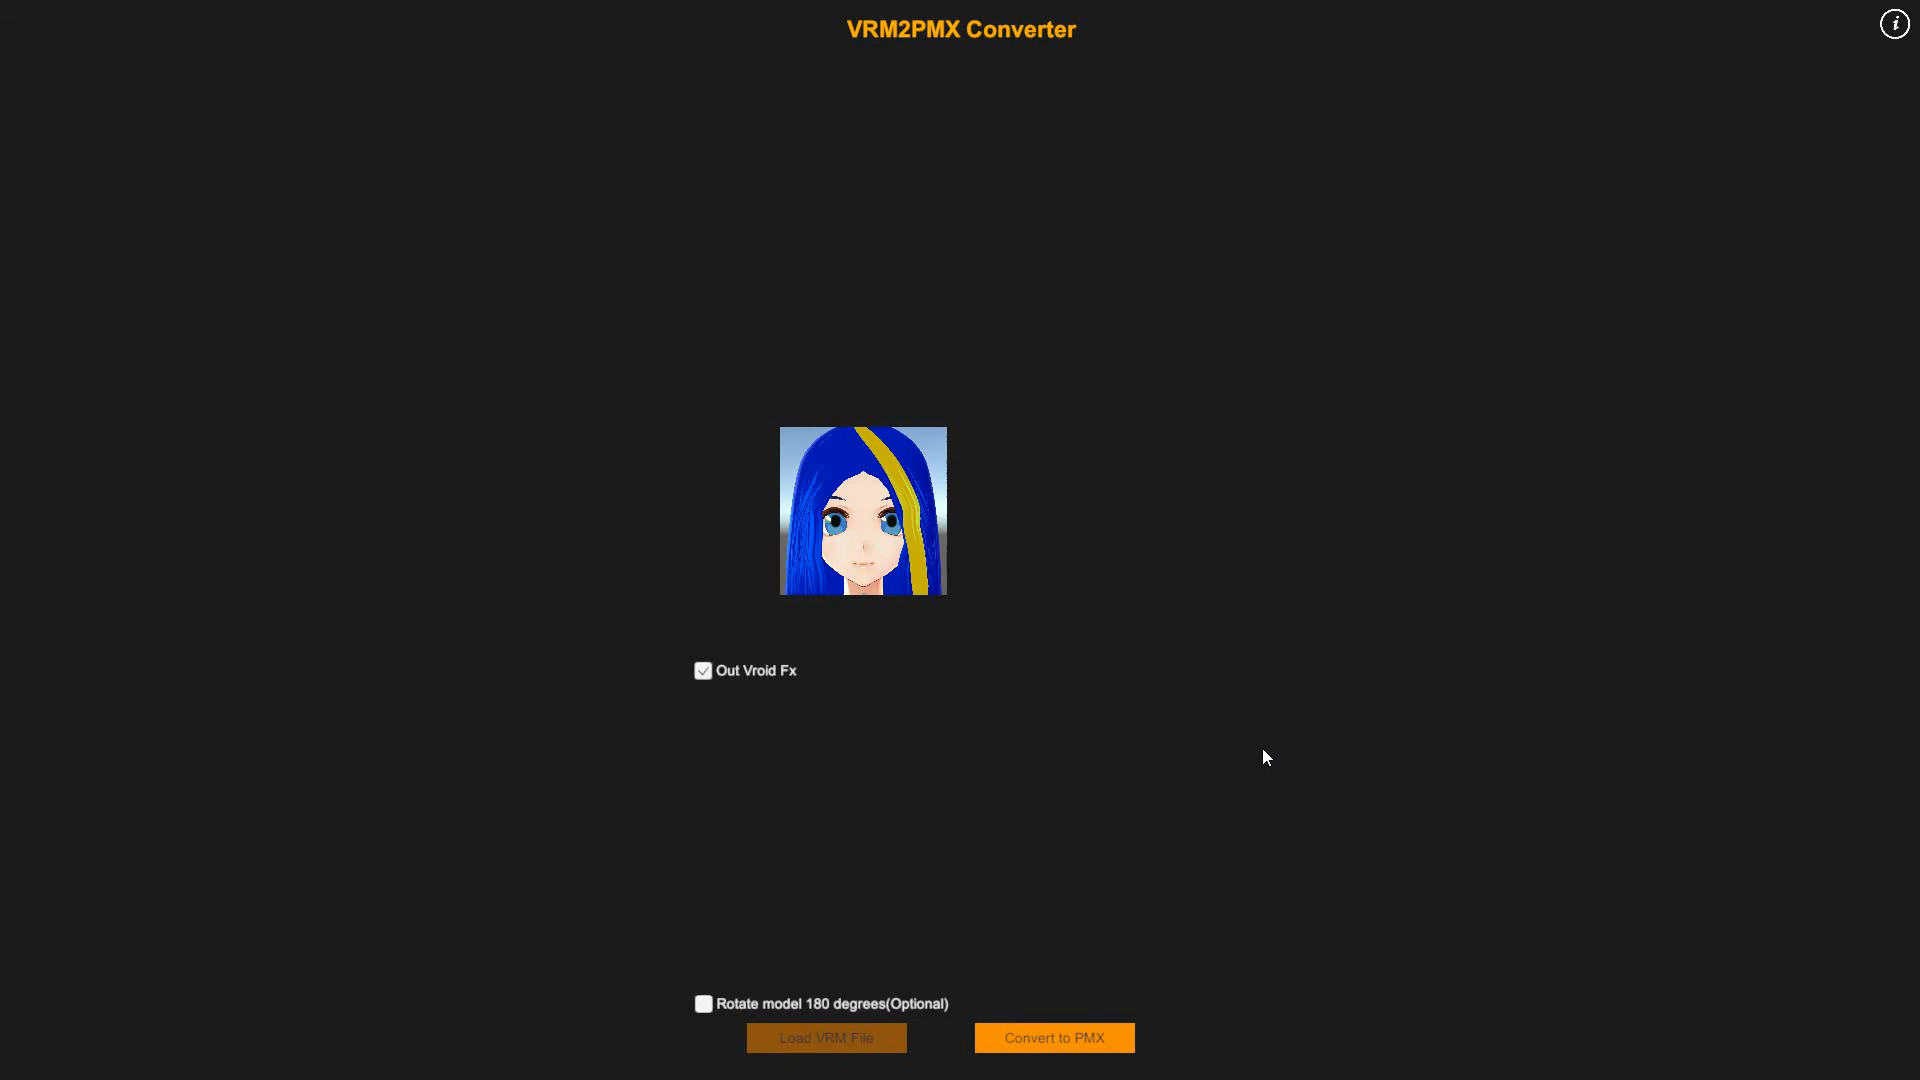 VRM2PMX Converter
i
Out Vroid Fx
Rotate model 180 degrees(Optional)
Load VRM File
Convert to PMX